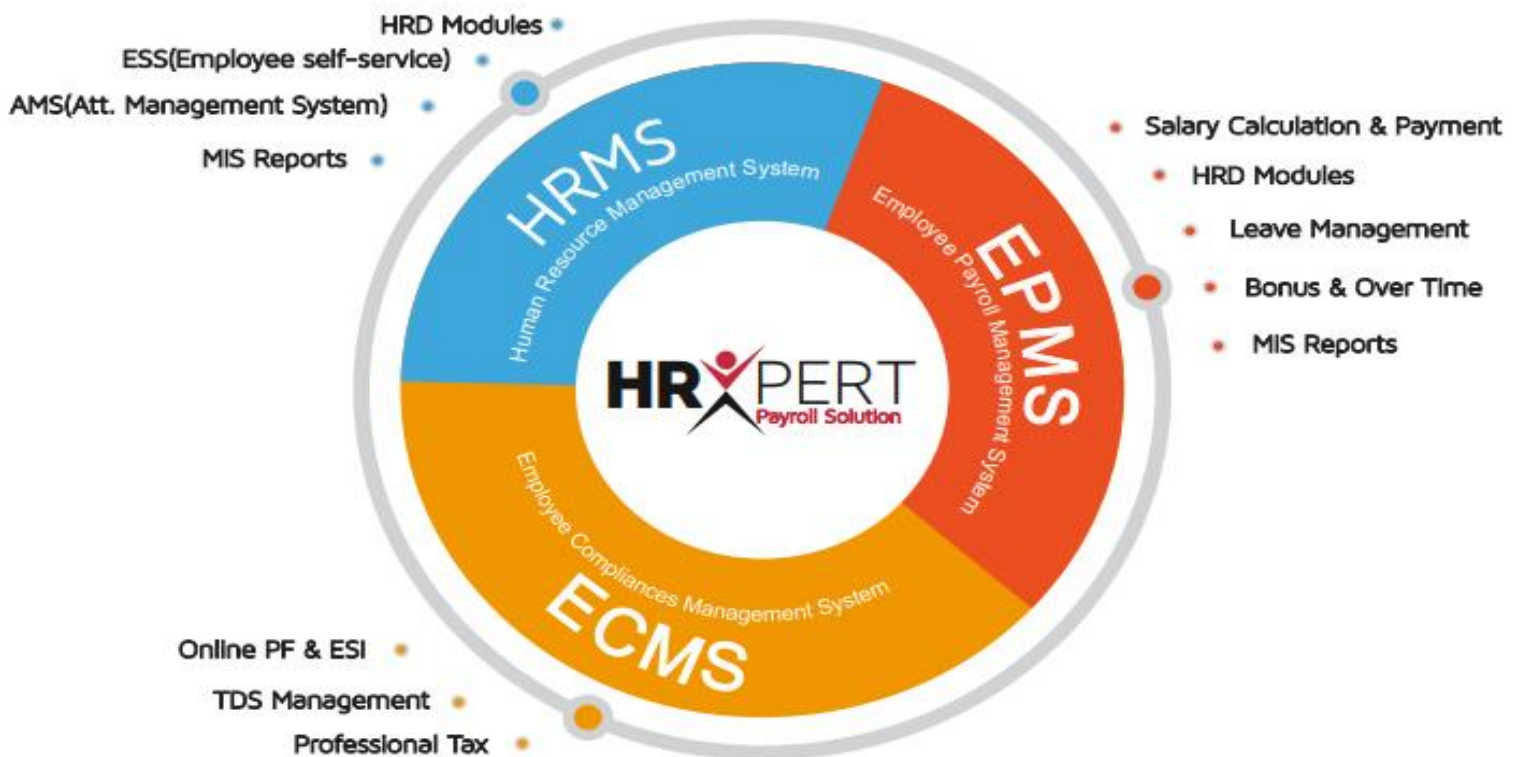 HRD Modules
ESS(Employee self-service)
AMS(Att. Management System)
MIS Reports
HRMS
Human Resource Management System
Salary Calculation & Payment
HRD Modules
Leave Management
Bonus & Over Time
MIS Reports
EPMS
Employee Payroll Management System
HRXPERT
Payroll Solution
Employee Compliances Management System
ECMS
Online PF & ESI
TDS Management
Professional Tax